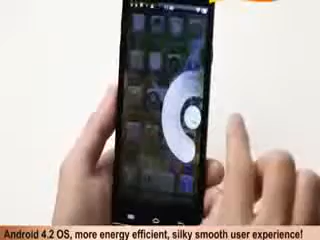 Android 4.2 OS, more energy efficient, silky smooth user experience!